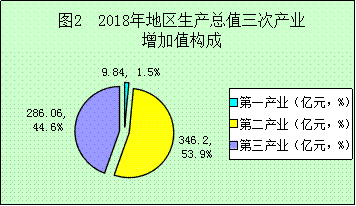 图2  2018年地区生产总值三次产业
增加值构成
9.84, 1.5%
286.06,
44.6%
346.2,
53.9%
第一产业（亿元，%）
第二产业（亿元，%）
第三产业（亿元，%）